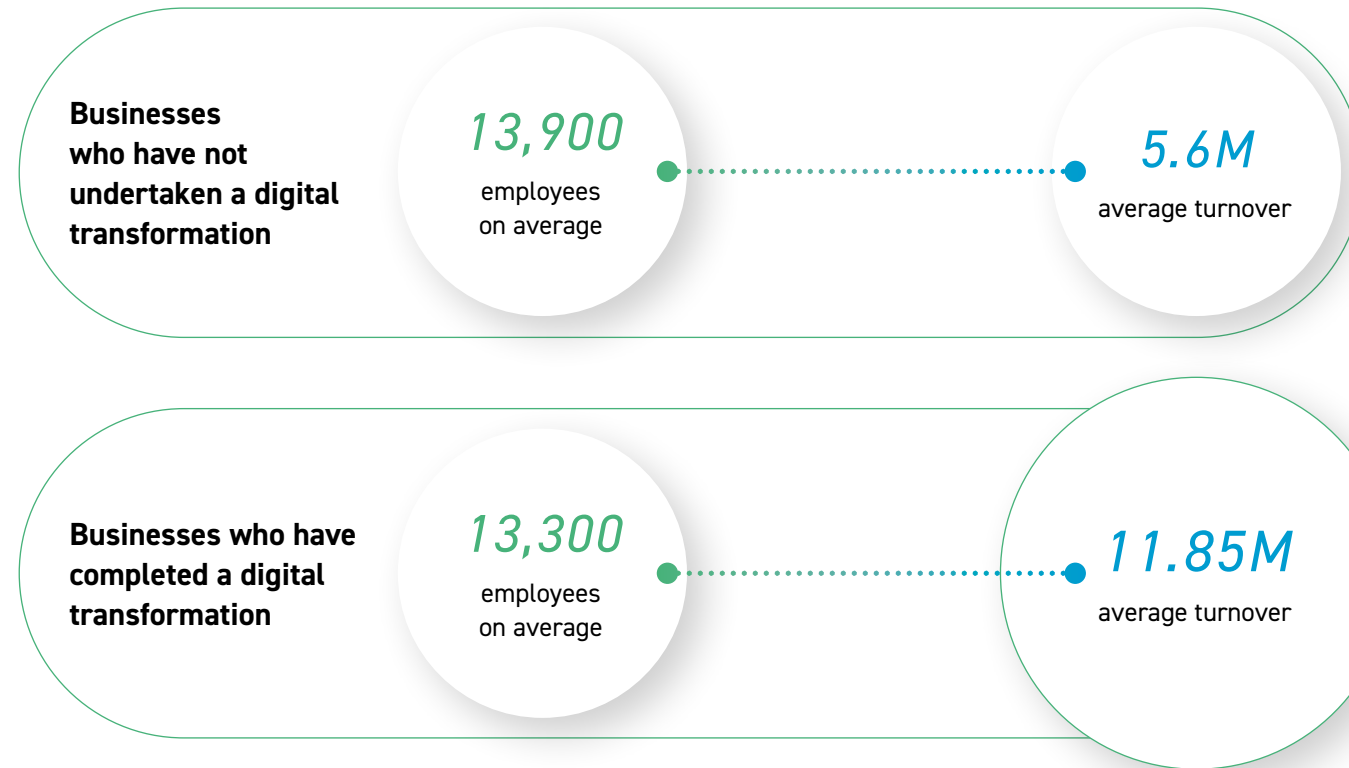 Businesses
who have not
undertaken a digital
transformation
13,900
employees
on average
5.6M
average turnover
Businesses who have
completed a digital
transformation
13,300
employees
on average
11.85M
average turnover